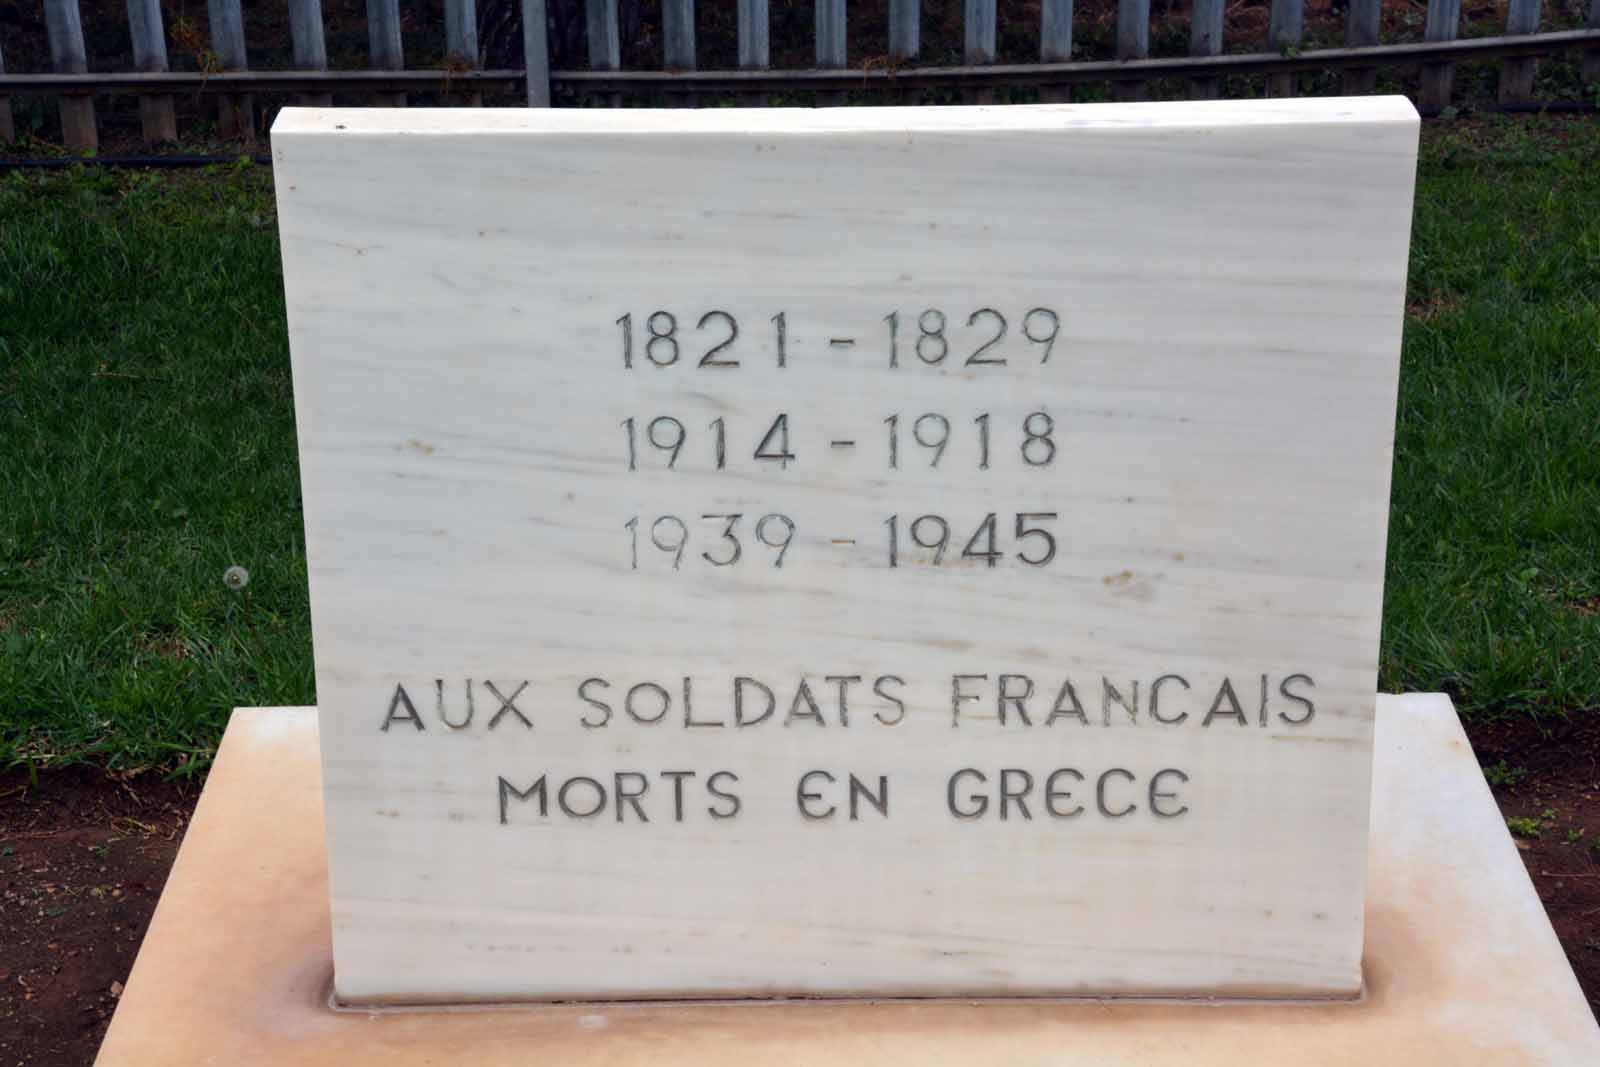 1821 - 1829
1914 - 1918
1939 - 1945
AUX SOLDATS FRANCAIS
MORTS EN GRECE